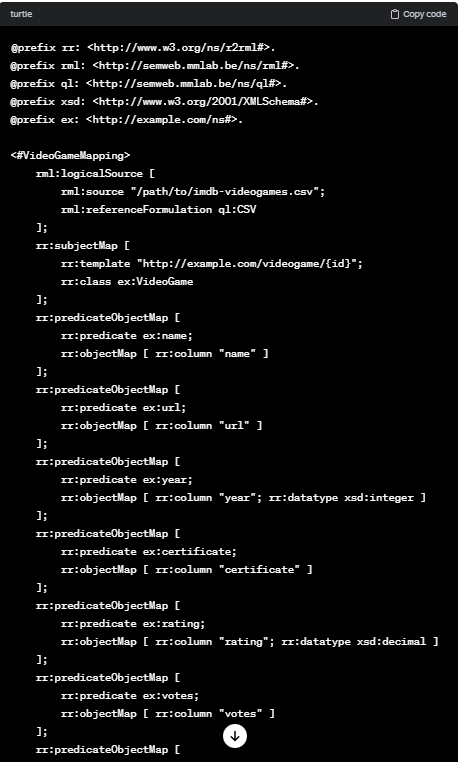 turtle
Copy code
@prefix rr: <http://www.w3.org/ns/r2rml#>.
@prefix rml: <http://semweb.mmlab.be/ns/rml#>.
@prefix ql: <http://semweb.mmlab.be/ns/ql#>.
@prefix xsd: <http://www.w3.org/2001/XMLSchema#>.
@prefix ex: <http://example.com/ns#>.

<#VideoGameMapping>
    rml:logicalSource [
        rml:source "/path/to/imdb-videogames.csv";
        rml:referenceFormulation ql:CSV
    ];
    rr:subjectMap [
        rr:template "http://example.com/videogame/{id}";
        rr:class ex:VideoGame
    ];
    rr:predicateObjectMap [
        rr:predicate ex:name;
        rr:objectMap [ rr:column "name" ]
    ];
    rr:predicateObjectMap [
        rr:predicate ex:url;
        rr:objectMap [ rr:column "url" ]
    ];
    rr:predicateObjectMap [
        rr:predicate ex:year;
        rr:objectMap [ rr:column "year"; rr:datatype xsd:integer ]
    ];
    rr:predicateObjectMap [
        rr:predicate ex:certificate;
        rr:objectMap [ rr:column "certificate" ]
    ];
    rr:predicateObjectMap [
        rr:predicate ex:rating;
        rr:objectMap [ rr:column "rating"; rr:datatype xsd:decimal ]
    ];
    rr:predicateObjectMap [
        rr:predicate ex:votes;
        rr:objectMap [ rr:column "votes" ]
    ];
    rr:predicateObjectMap [